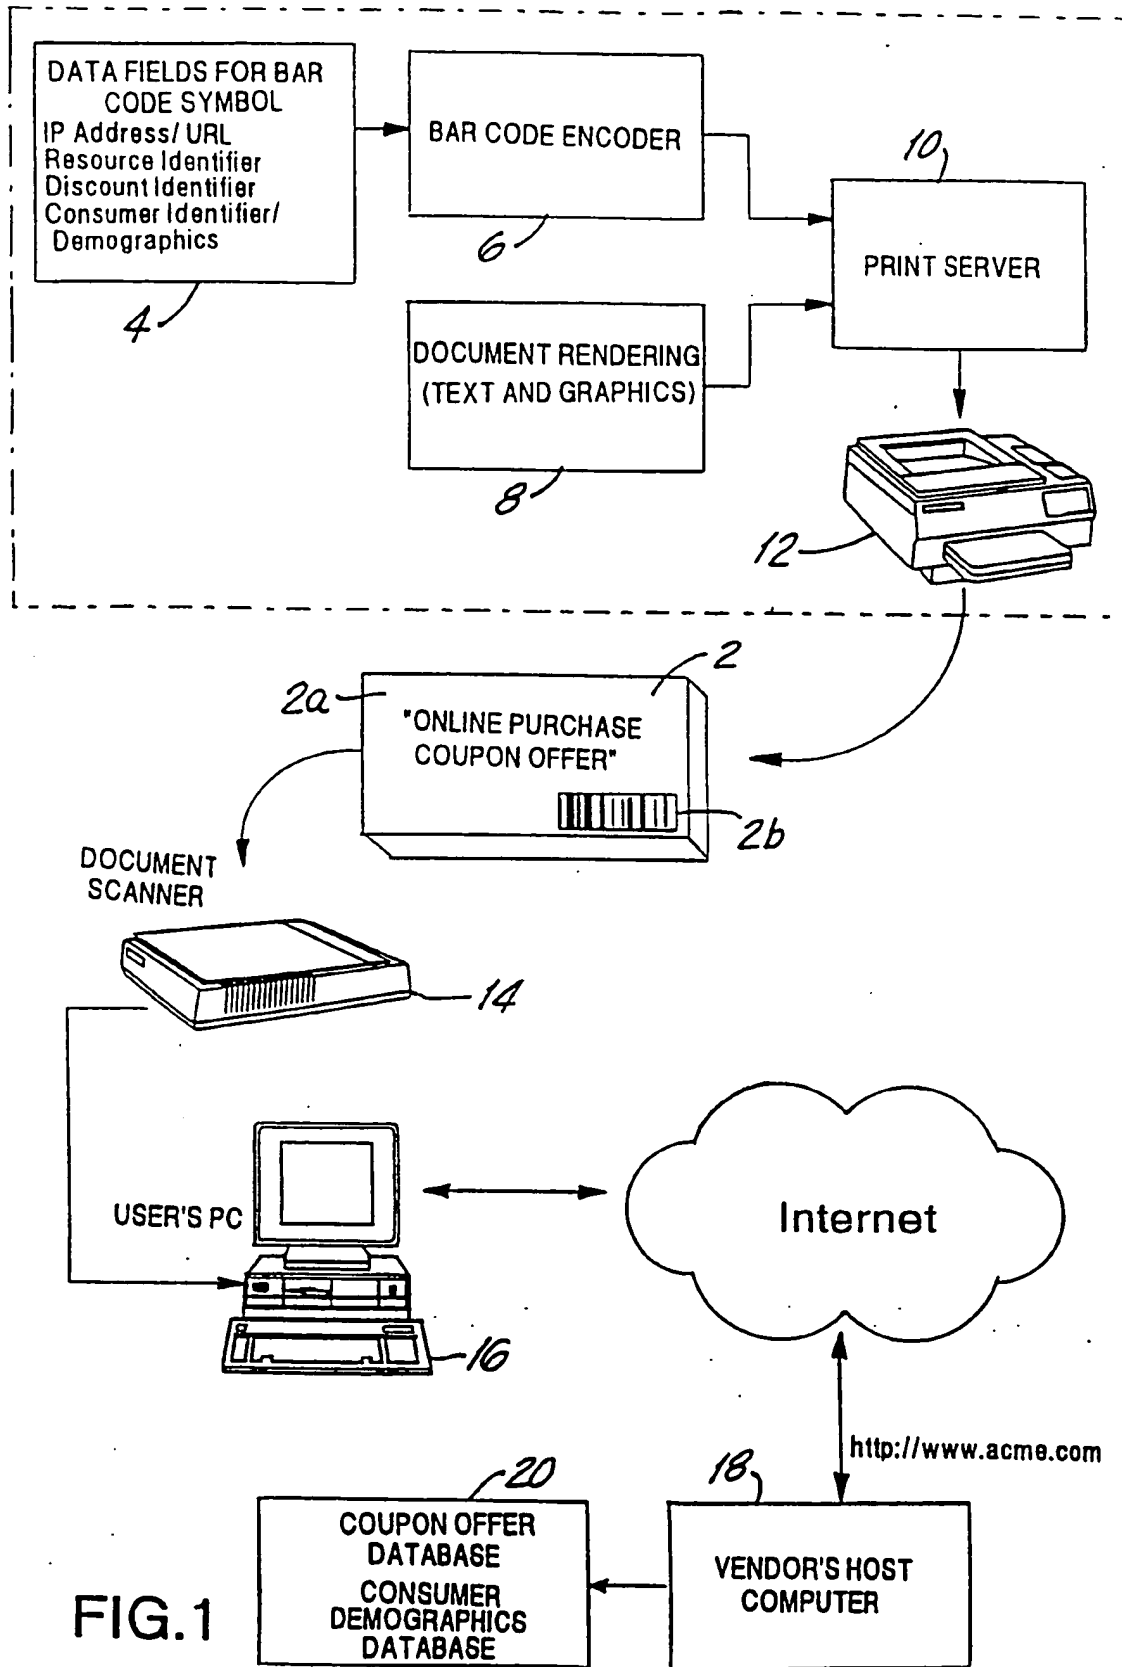 DATA FIELDS FOR BAR
CODE SYMBOL
IP Address/ URL
Resource Identifier
Discount Identifier
Consumer Identifier/
Demographics
4
BAR CODE ENCODER
6
DOCUMENT RENDERING
(TEXT AND GRAPHICS)
8
10
PRINT SERVER
12
2
2a
"ONLINE PURCHASE
COUPON OFFER"
2b
DOCUMENT
SCANNER
14
USER'S PC
16
Internet
http://www.acme.com
18
VENDOR'S HOST
COMPUTER
20
COUPON OFFER
DATABASE
CONSUMER
DEMOGRAPHICS
DATABASE
FIG.1